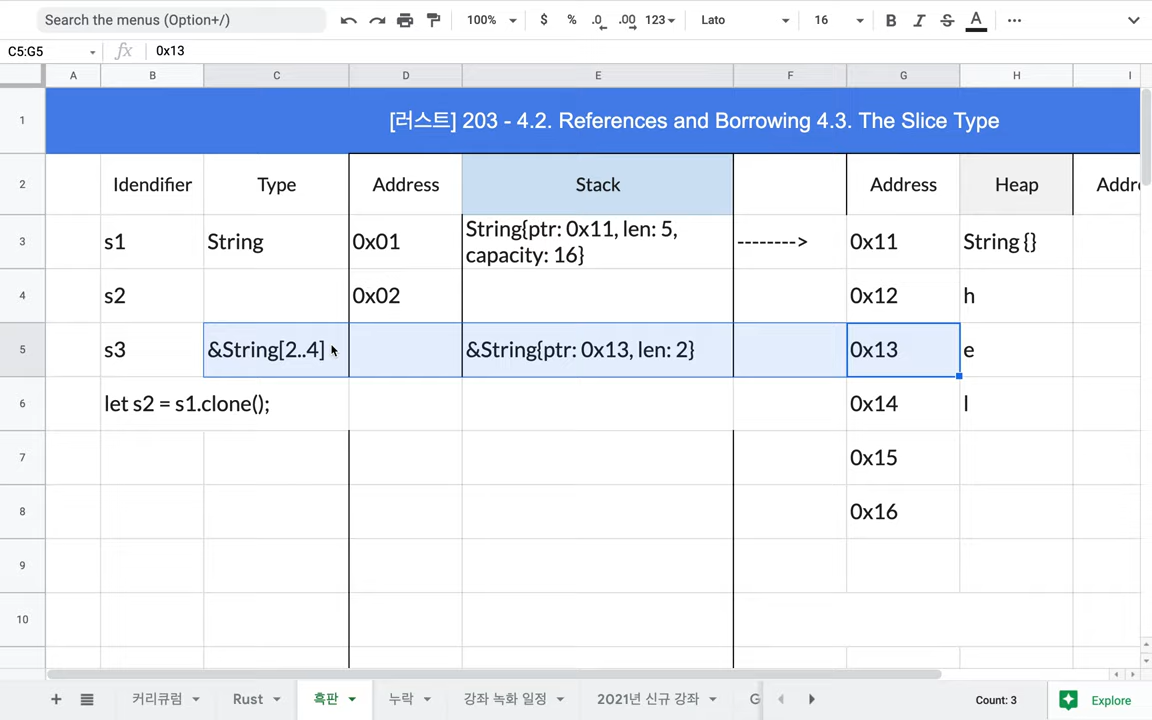 Search the menus (Option+/)
100%
$ % .0 .00 123
Lato
16
B I S A
C5:G5
fx
0x13
A B C D E F G H I
1 [러스트] 203 - 4.2. References and Borrowing 4.3. The Slice Type
2 Idendifier Type Address Stack Address Heap Addr
3 s1 String 0x01 String{ptr: 0x11, len: 5, capacity: 16} --------> 0x11 String {}
4 s2 0x02 0x12 h
5 s3 &String[2..4] &String{ptr: 0x13, len: 2} 0x13 e
6 let s2 = s1.clone(); 0x14 l
7 0x15
8 0x16
9
10
커리큘럼 Rust 흑판 누락 강좌 녹화 일정 2021년 신규 강좌 G
Count: 3
Explore